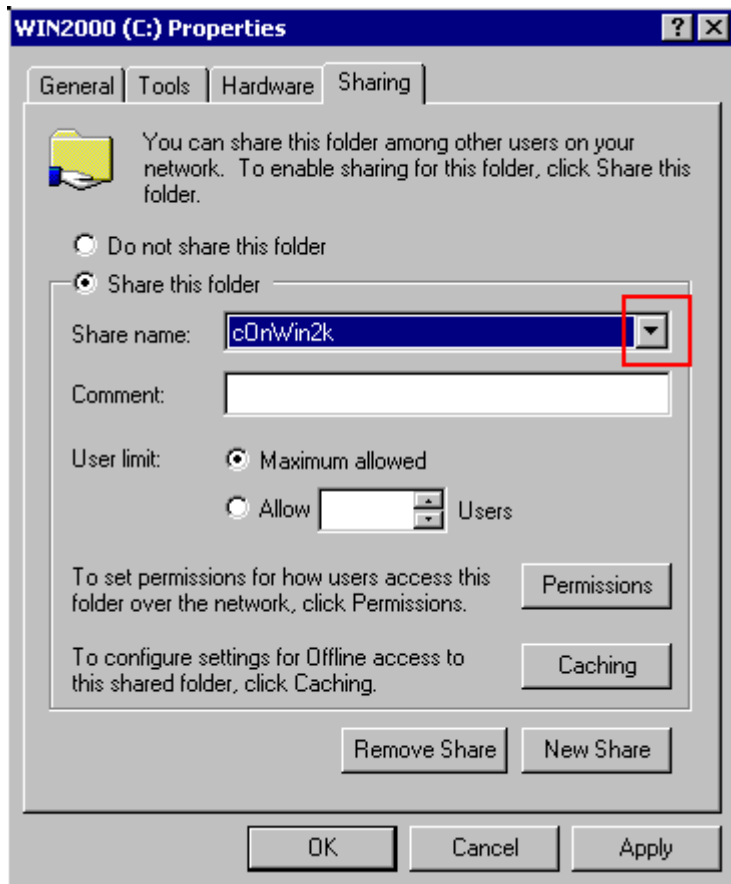 WIN2000 (C:) Properties
General Tools Hardware Sharing
You can share this folder among other users on your
network. To enable sharing for this folder, click Share this
folder.
Do not share this folder
Share this folder
Share name: cOnWin2k
Comment:
User limit: Maximum allowed
Allow Users
To set permissions for how users access this
folder over the network, click Permissions.
Permissions
To configure settings for Offline access to
this shared folder, click Caching.
Caching
Remove Share New Share
OK Cancel Apply